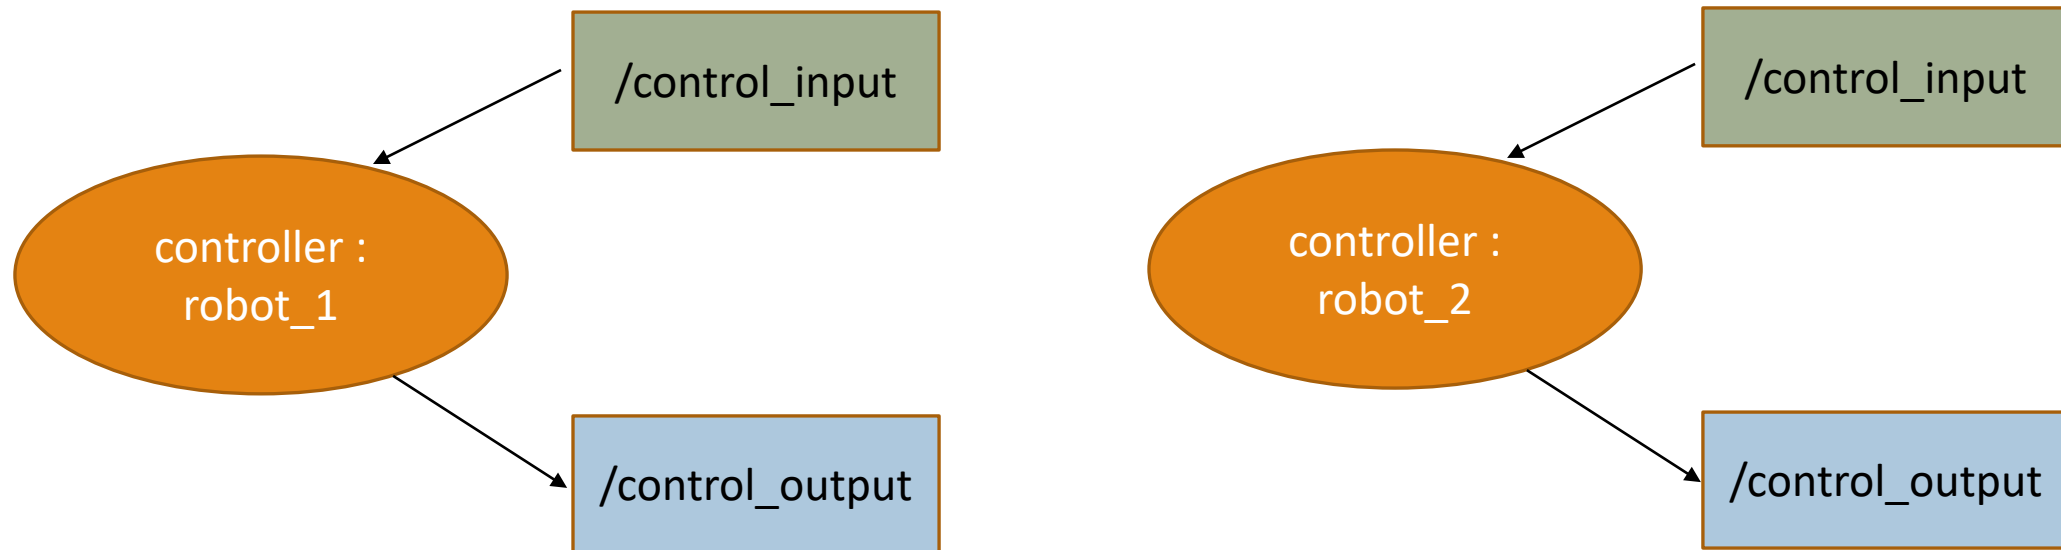 /control_input
controller :
robot_1
/control_output
/control_input
controller :
robot_2
/control_output